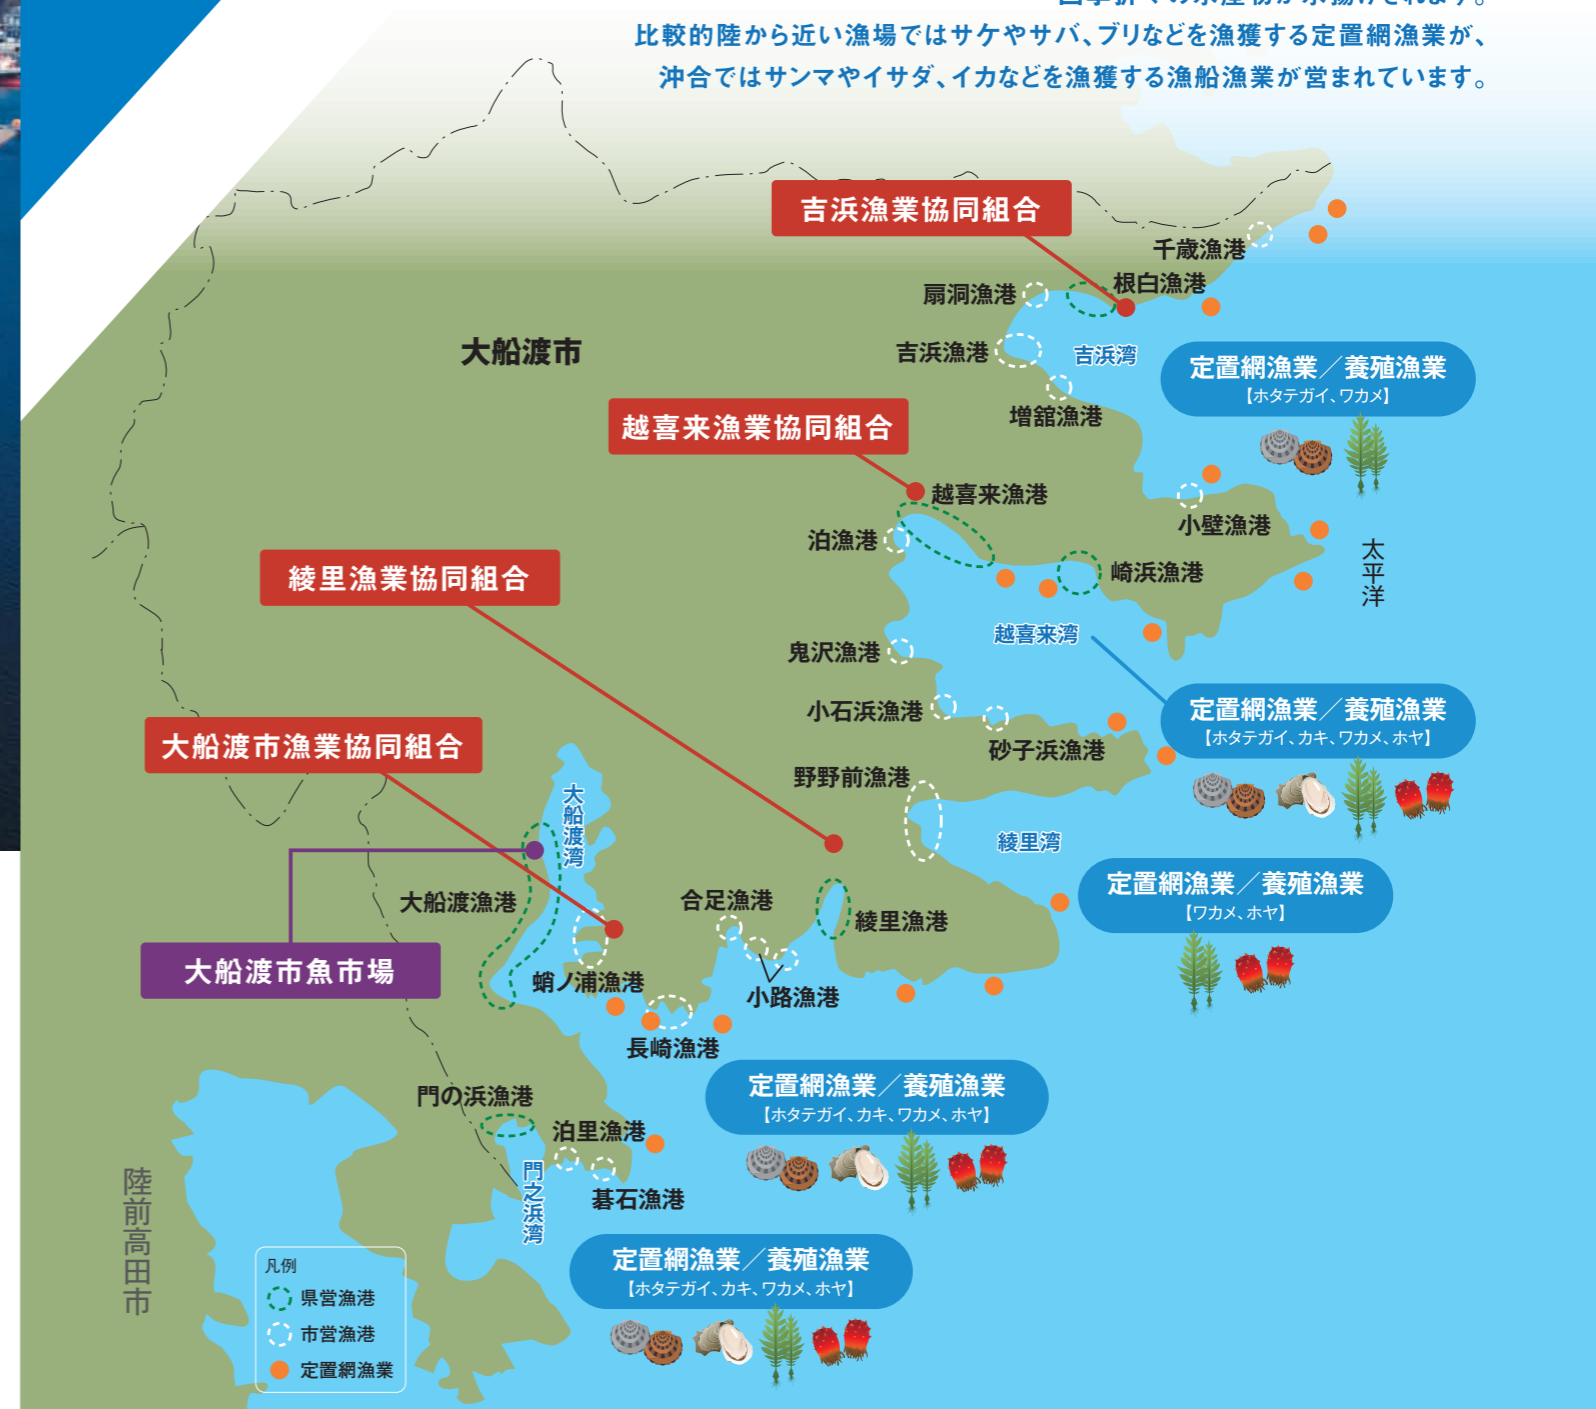 比較的陸から近い漁場ではサケやサバ、ブリなどを漁獲する定置網漁業が、
沖合ではサンマやイサダ、イカなどを漁獲する漁船漁業が営まれています。
吉浜漁業協同組合
千歳漁港
根白漁港
扇洞漁港
大船渡市
吉浜漁港
吉浜湾
定置網漁業／養殖漁業
【ホタテガイ、ワカメ】
増舘漁港
越喜来漁業協同組合
越喜来漁港
小壁漁港
泊漁港
太平洋
綾里漁業協同組合
崎浜漁港
越喜来湾
鬼沢漁港
小石浜漁港
定置網漁業／養殖漁業
【ホタテガイ、カキ、ワカメ、ホヤ】
大船渡市漁業協同組合
砂子浜漁港
野野前漁港
大船渡湾
綾里湾
定置網漁業／養殖漁業
【ワカメ、ホヤ】
大船渡漁港
合足漁港
綾里漁港
大船渡市魚市場
蛸ノ浦漁港
小路漁港
長崎漁港
定置網漁業／養殖漁業
【ホタテガイ、カキ、ワカメ、ホヤ】
門の浜漁港
泊里漁港
門之浜湾
碁石漁港
陸前高田市
定置網漁業／養殖漁業
【ホタテガイ、カキ、ワカメ、ホヤ】
凡例
県営漁港
市営漁港
定置網漁業